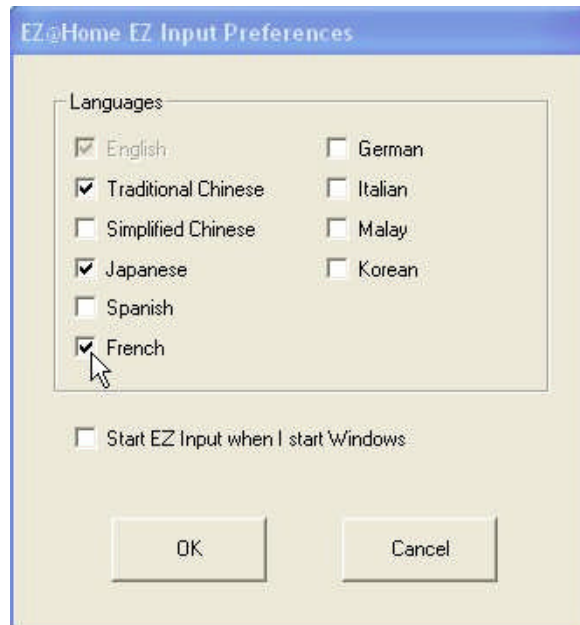 EZ@Home EZ Input Preferences
Languages
English
German
Traditional Chinese
Italian
Simplified Chinese
Malay
Japanese
Korean
Spanish
French
Start EZ Input when I start Windows
OK
Cancel